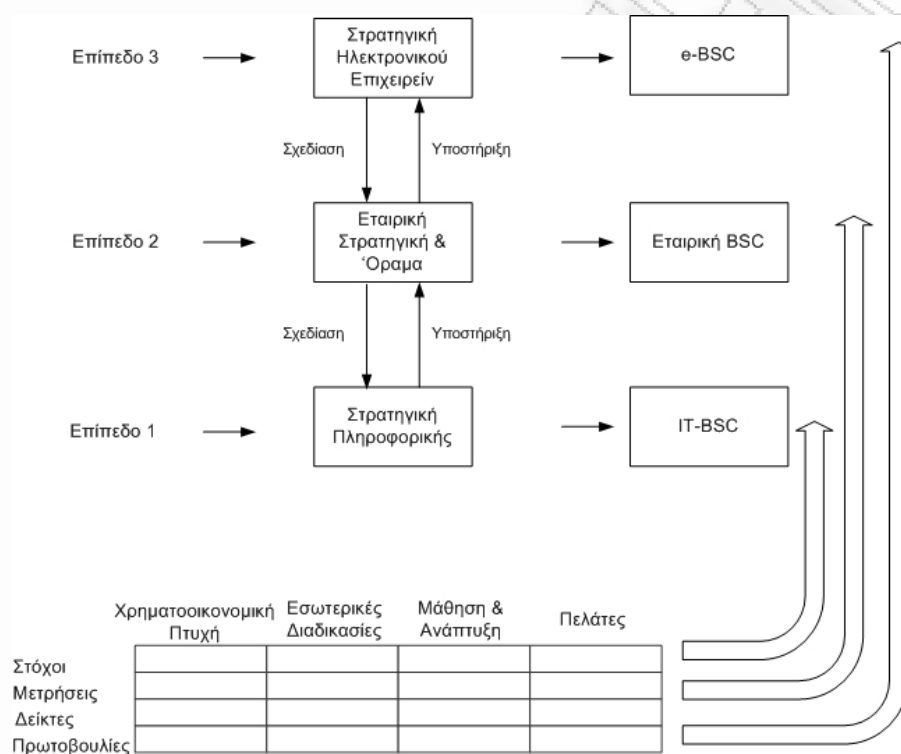 Επίπεδο 3
Στρατηγική
Ηλεκτρονικού
Επιχειρείν
e-BSC
Σχεδίαση
Υποστήριξη
Επίπεδο 2
Εταιρική
Στρατηγική &
Όραμα
Εταιρική BSC
Σχεδίαση
Υποστήριξη
Επίπεδο 1
Στρατηγική
Πληροφορικής
IT-BSC
Χρηματοοικονομική
Πτυχή
Εσωτερικές
Διαδικασίες
Μάθηση &
Ανάπτυξη
Πελάτες
Στόχοι
Μετρήσεις
Δείκτες
Πρωτοβουλίες